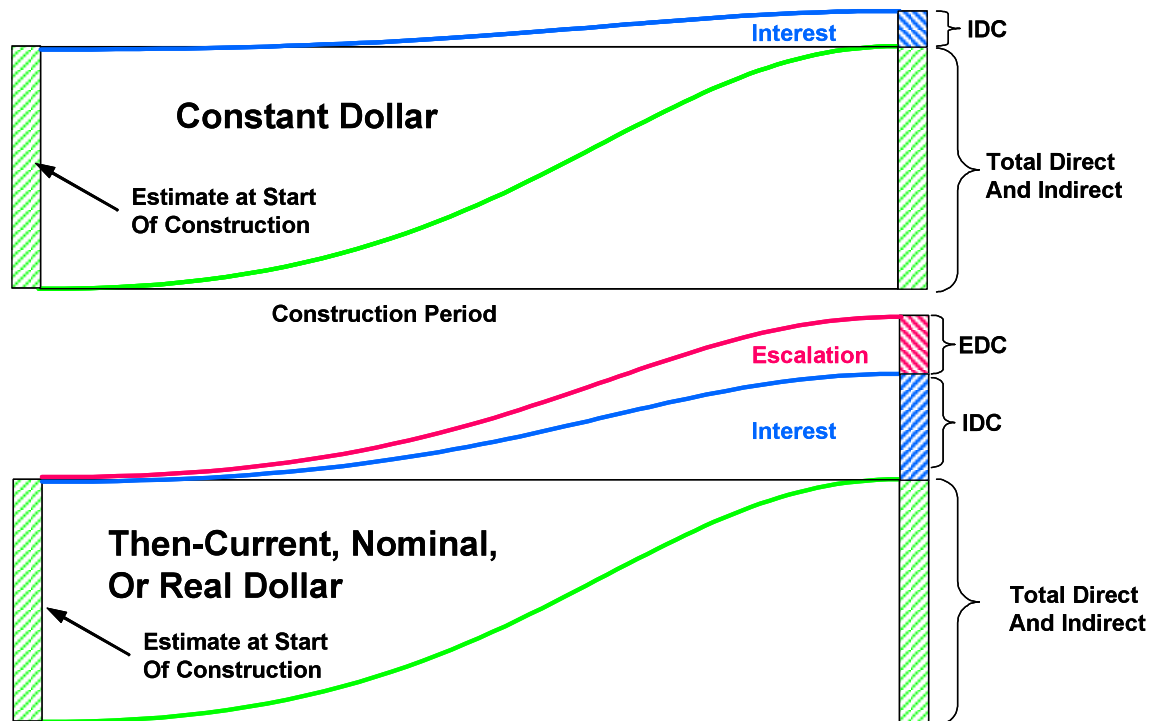 Interest
IDC
Constant Dollar
Total Direct
And Indirect
Estimate at Start
Of Construction
Construction Period
Escalation
EDC
Interest
IDC
Then-Current, Nominal,
Or Real Dollar
Total Direct
And Indirect
Estimate at Start
Of Construction